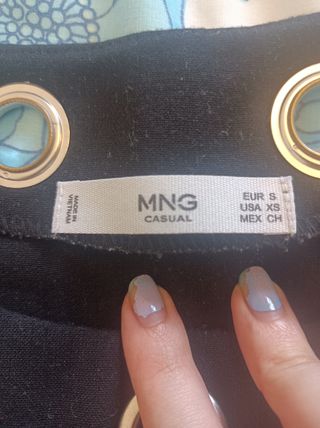 MADE IN
VIETNAM
MNG
CASUAL
EUR S
USA XS
MEX CH